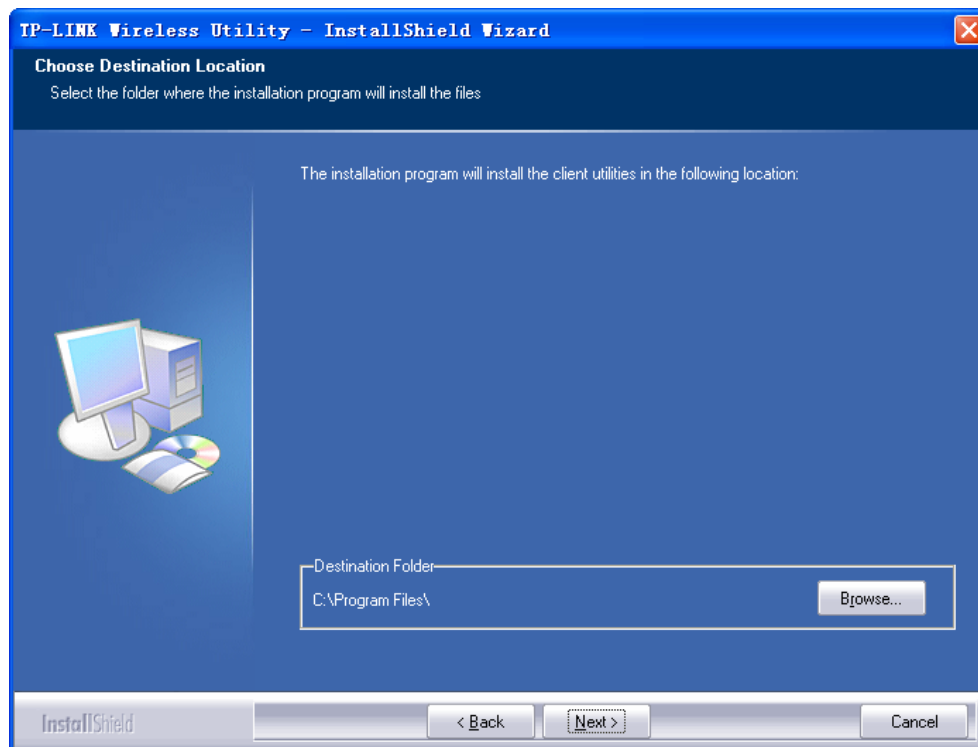 TP-LINK Wireless Utility - InstallShield Wizard
Choose Destination Location
Select the folder where the installation program will install the files
The installation program will install the client utilities in the following location:
Destination Folder
C:\Program Files\
Browse...
InstallShield
< Back
Next >
Cancel